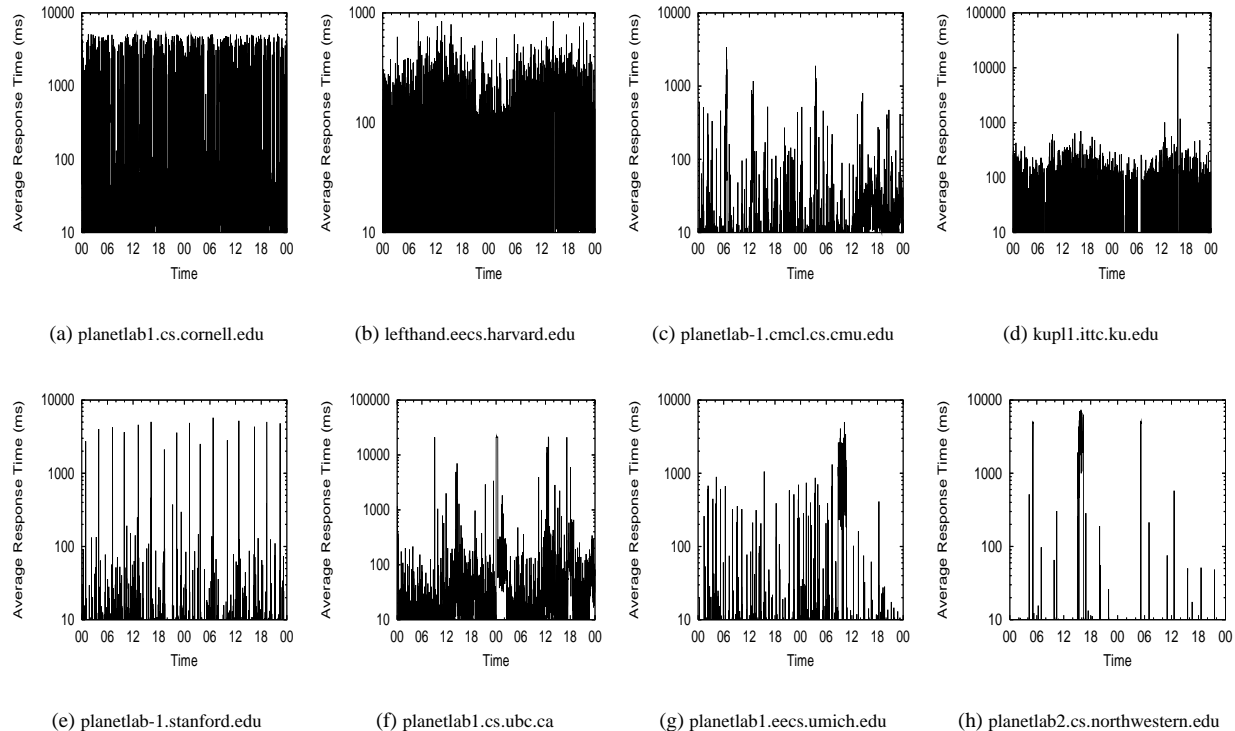 Average Response Time (ms)
10000
1000
100
10
00 06 12 18 00 06 12 18 00
Time
(a) planetlab1.cs.cornell.edu
Average Response Time (ms)
1000
100
10
00 06 12 18 00 06 12 18 00
Time
(b) lefthand.eecs.harvard.edu
Average Response Time (ms)
10000
1000
100
10
00 06 12 18 00 06 12 18 00
Time
(c) planetlab-1.cmcl.cs.cmu.edu
Average Response Time (ms)
100000
10000
1000
100
10
00 06 12 18 00 06 12 18 00
Time
(d) kupl1.ittc.ku.edu
Average Response Time (ms)
10000
1000
100
10
00 06 12 18 00 06 12 18 00
Time
(e) planetlab-1.stanford.edu
Average Response Time (ms)
100000
10000
1000
100
10
00 06 12 18 00 06 12 18 00
Time
(f) planetlab1.cs.ubc.ca
Average Response Time (ms)
10000
1000
100
10
00 06 12 18 00 06 12 18 00
Time
(g) planetlab1.eecs.umich.edu
Average Response Time (ms)
10000
1000
100
10
00 06 12 18 00 06 12 18 00
Time
(h) planetlab2.cs.northwestern.edu